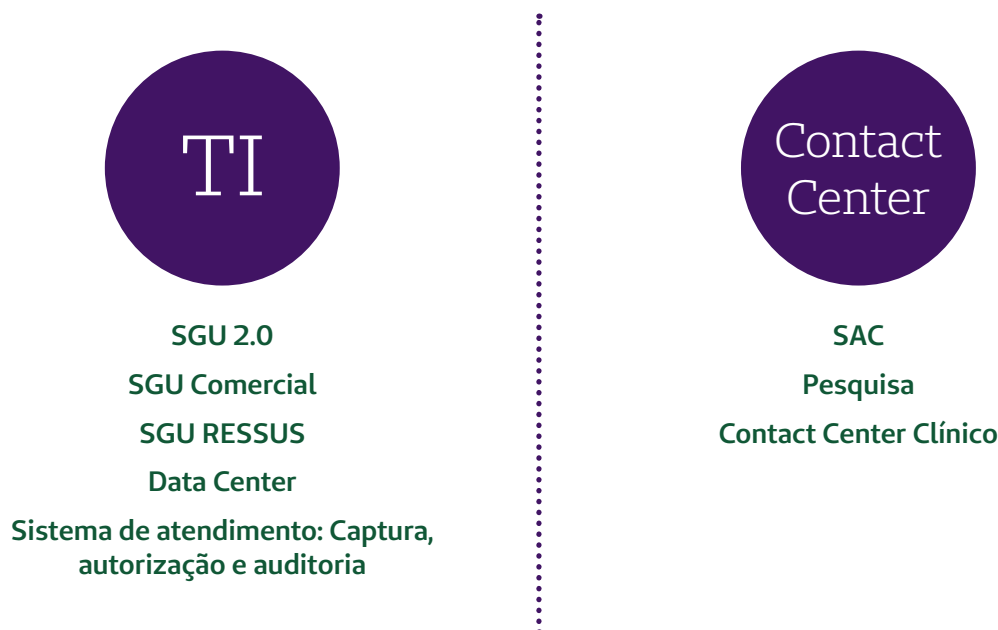 TI
SGU 2.0
SGU Comercial
SGU RESSUS
Data Center
Sistema de atendimento: Captura,
autorização e auditoria
Contact
Center
SAC
Pesquisa
Contact Center Clínico